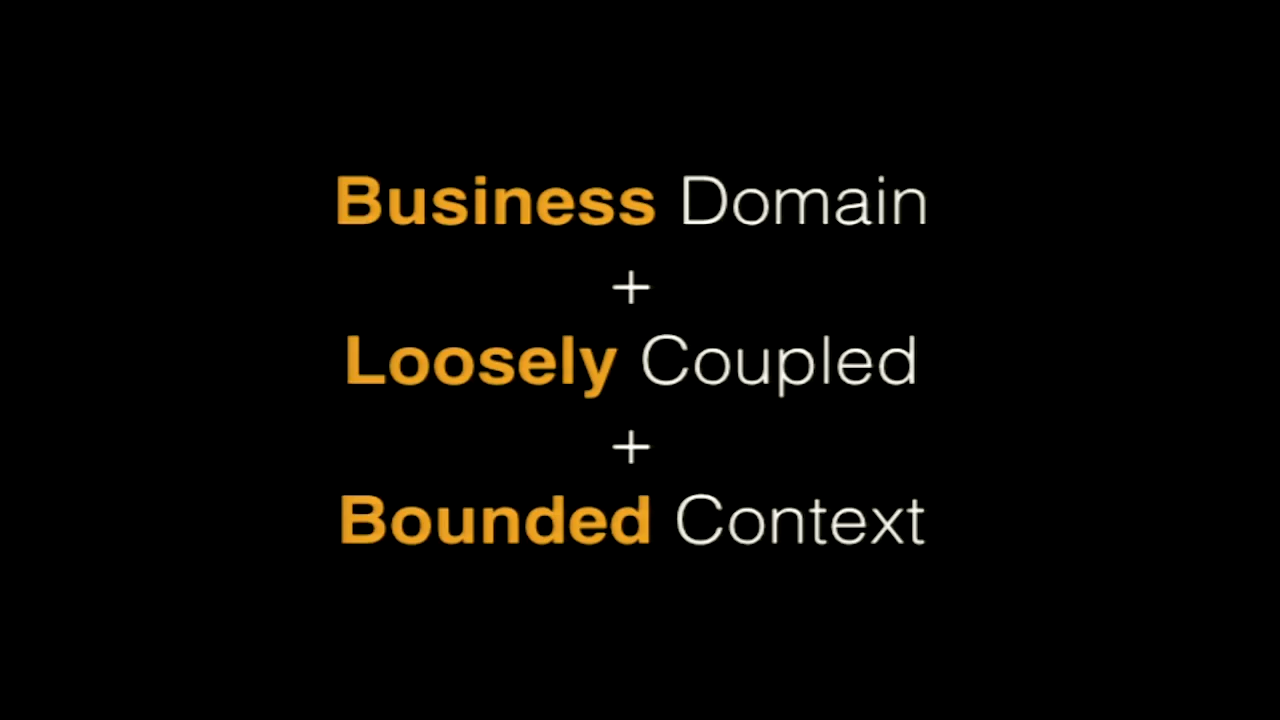 Business Domain
+
Loosely Coupled
+
Bounded Context